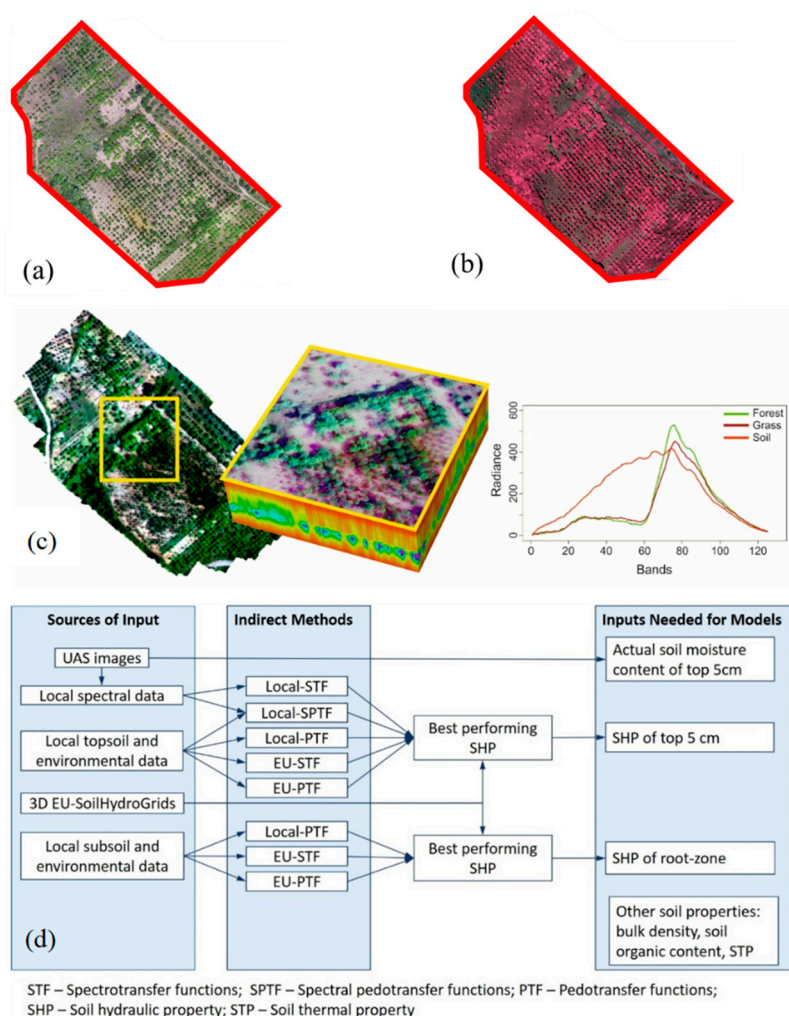 (a)
(b)
(c)
600
400
200
0
Radiance
Forest
Grass
Soil
0 20 40 60 80 100 120
Bands
Sources of Input
Indirect Methods
Inputs Needed for Models
UAS images
Local spectral data
Local topsoil and
environmental data
3D EU-SoilHydroGrids
Local subsoil and
environmental data
Local-STF
Local-SPTF
Local-PTF
EU-STF
EU-PTF
Local-PTF
EU-STF
EU-PTF
Best performing
SHP
Best performing
SHP
Actual soil moisture
content of top 5cm
SHP of top 5 cm
SHP of root-zone
Other soil properties:
bulk density, soil
organic content, STP
(d)
STF – Spectrotransfer functions; SPTF – Spectral pedotransfer functions; PTF – Pedotransfer functions;
SHP – Soil hydraulic property; STP – Soil thermal property